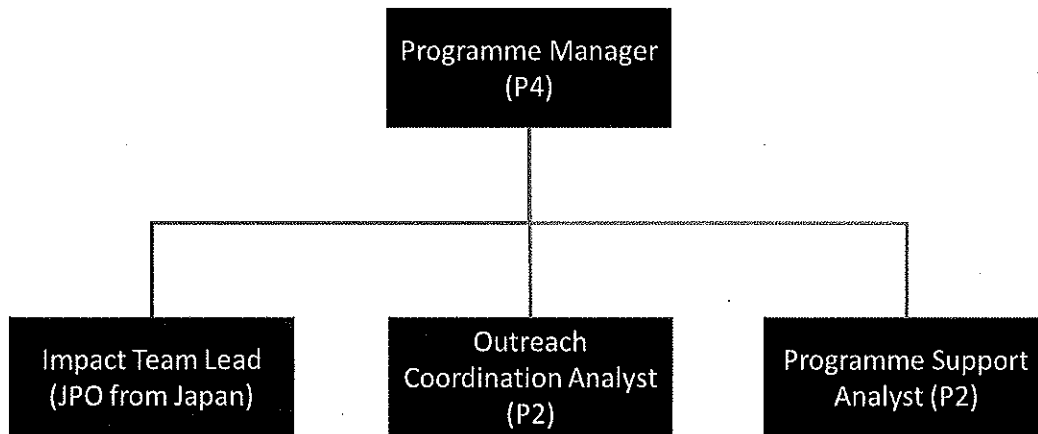 Programme Manager
(P4)
Impact Team Lead
(JPO from Japan)
Outreach
Coordination Analyst
(P2)
Programme Support
Analyst (P2)